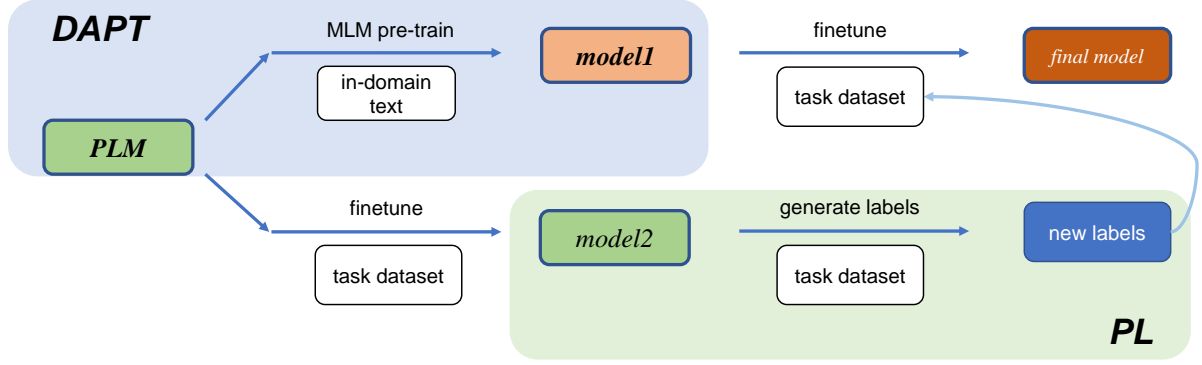 DAPT
MLM pre-train
in-domain
text
model1
finetune
task dataset
final model
PLM
finetune
task dataset
model2
generate labels
task dataset
new labels
PL